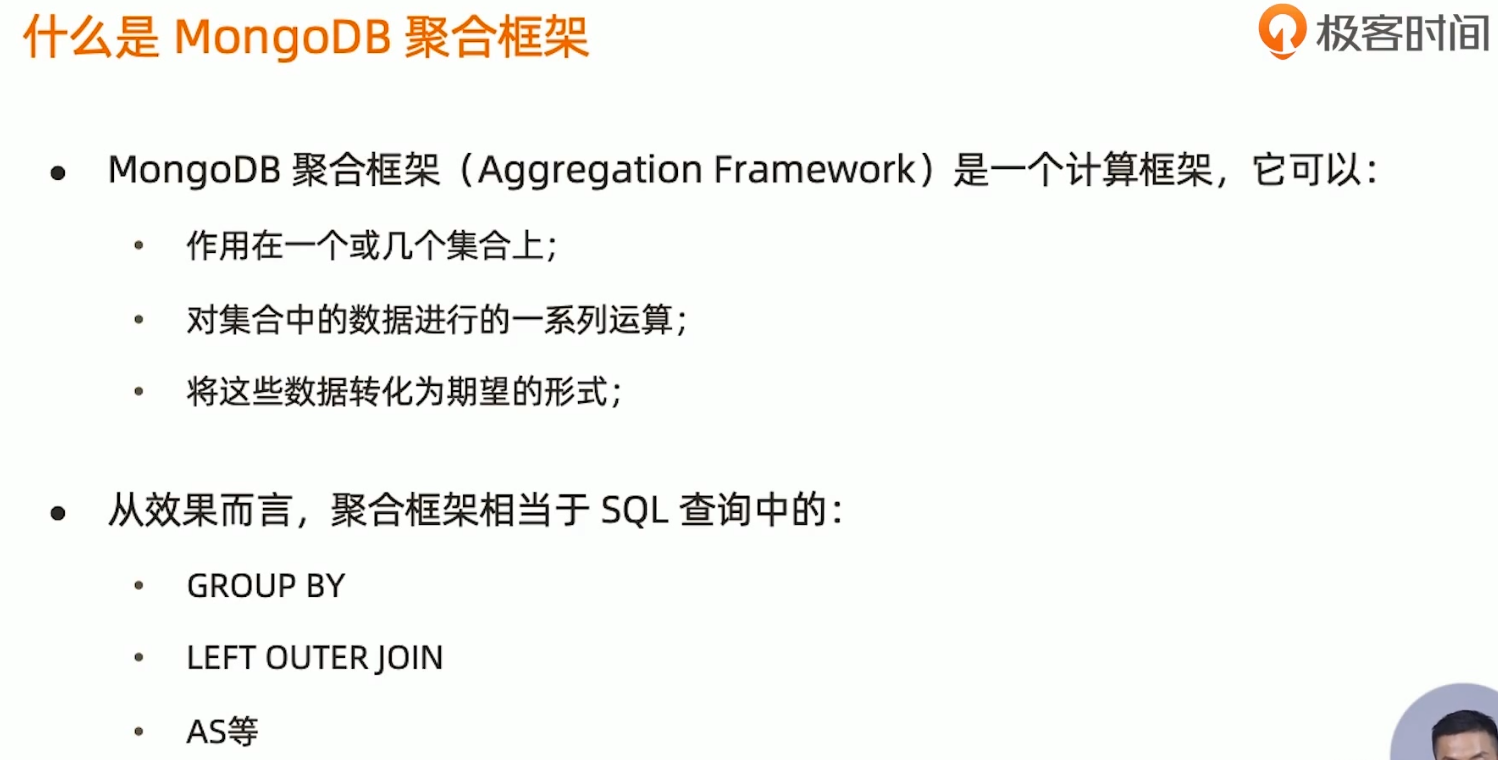 什么是 MongoDB 聚合框架
极客时间
● MongoDB 聚合框架（Aggregation Framework）是一个计算框架，它可以：
• 作用在一个或几个集合上；
• 对集合中的数据进行的一系列运算；
• 将这些数据转化为期望的形式；
● 从效果而言，聚合框架相当于 SQL 查询中的：
• GROUP BY
• LEFT OUTER JOIN
• AS等